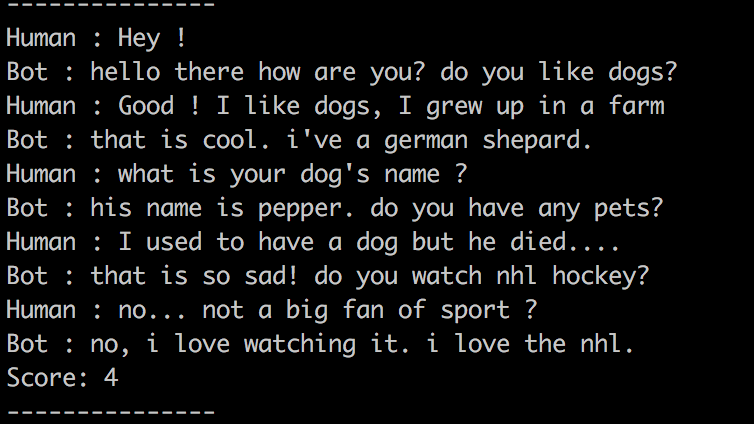 ---------------
Human : Hey !
Bot : hello there how are you? do you like dogs?
Human : Good ! I like dogs, I grew up in a farm
Bot : that is cool. i've a german shepard.
Human : what is your dog's name ?
Bot : his name is pepper. do you have any pets?
Human : I used to have a dog but he died....
Bot : that is so sad! do you watch nhl hockey?
Human : no... not a big fan of sport ?
Bot : no, i love watching it. i love the nhl.
Score: 4
---------------